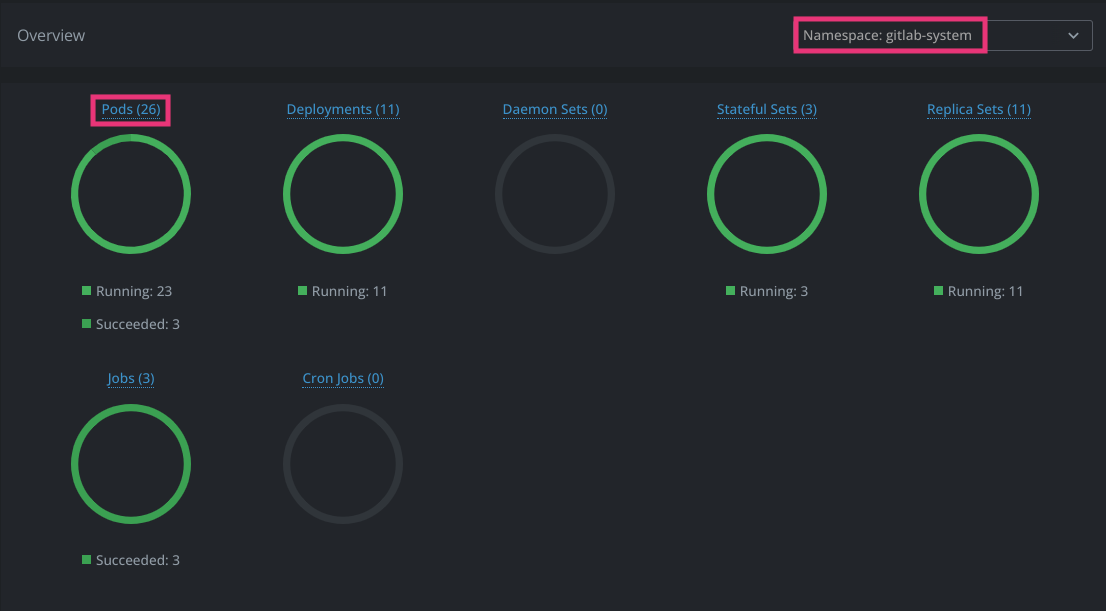 Overview
Namespace: gitlab-system
Pods (26)
Deployments (11)
Daemon Sets (0)
Stateful Sets (3)
Replica Sets (11)
Running: 23
Succeeded: 3
Running: 11
Running: 3
Running: 11
Jobs (3)
Cron Jobs (0)
Succeeded: 3